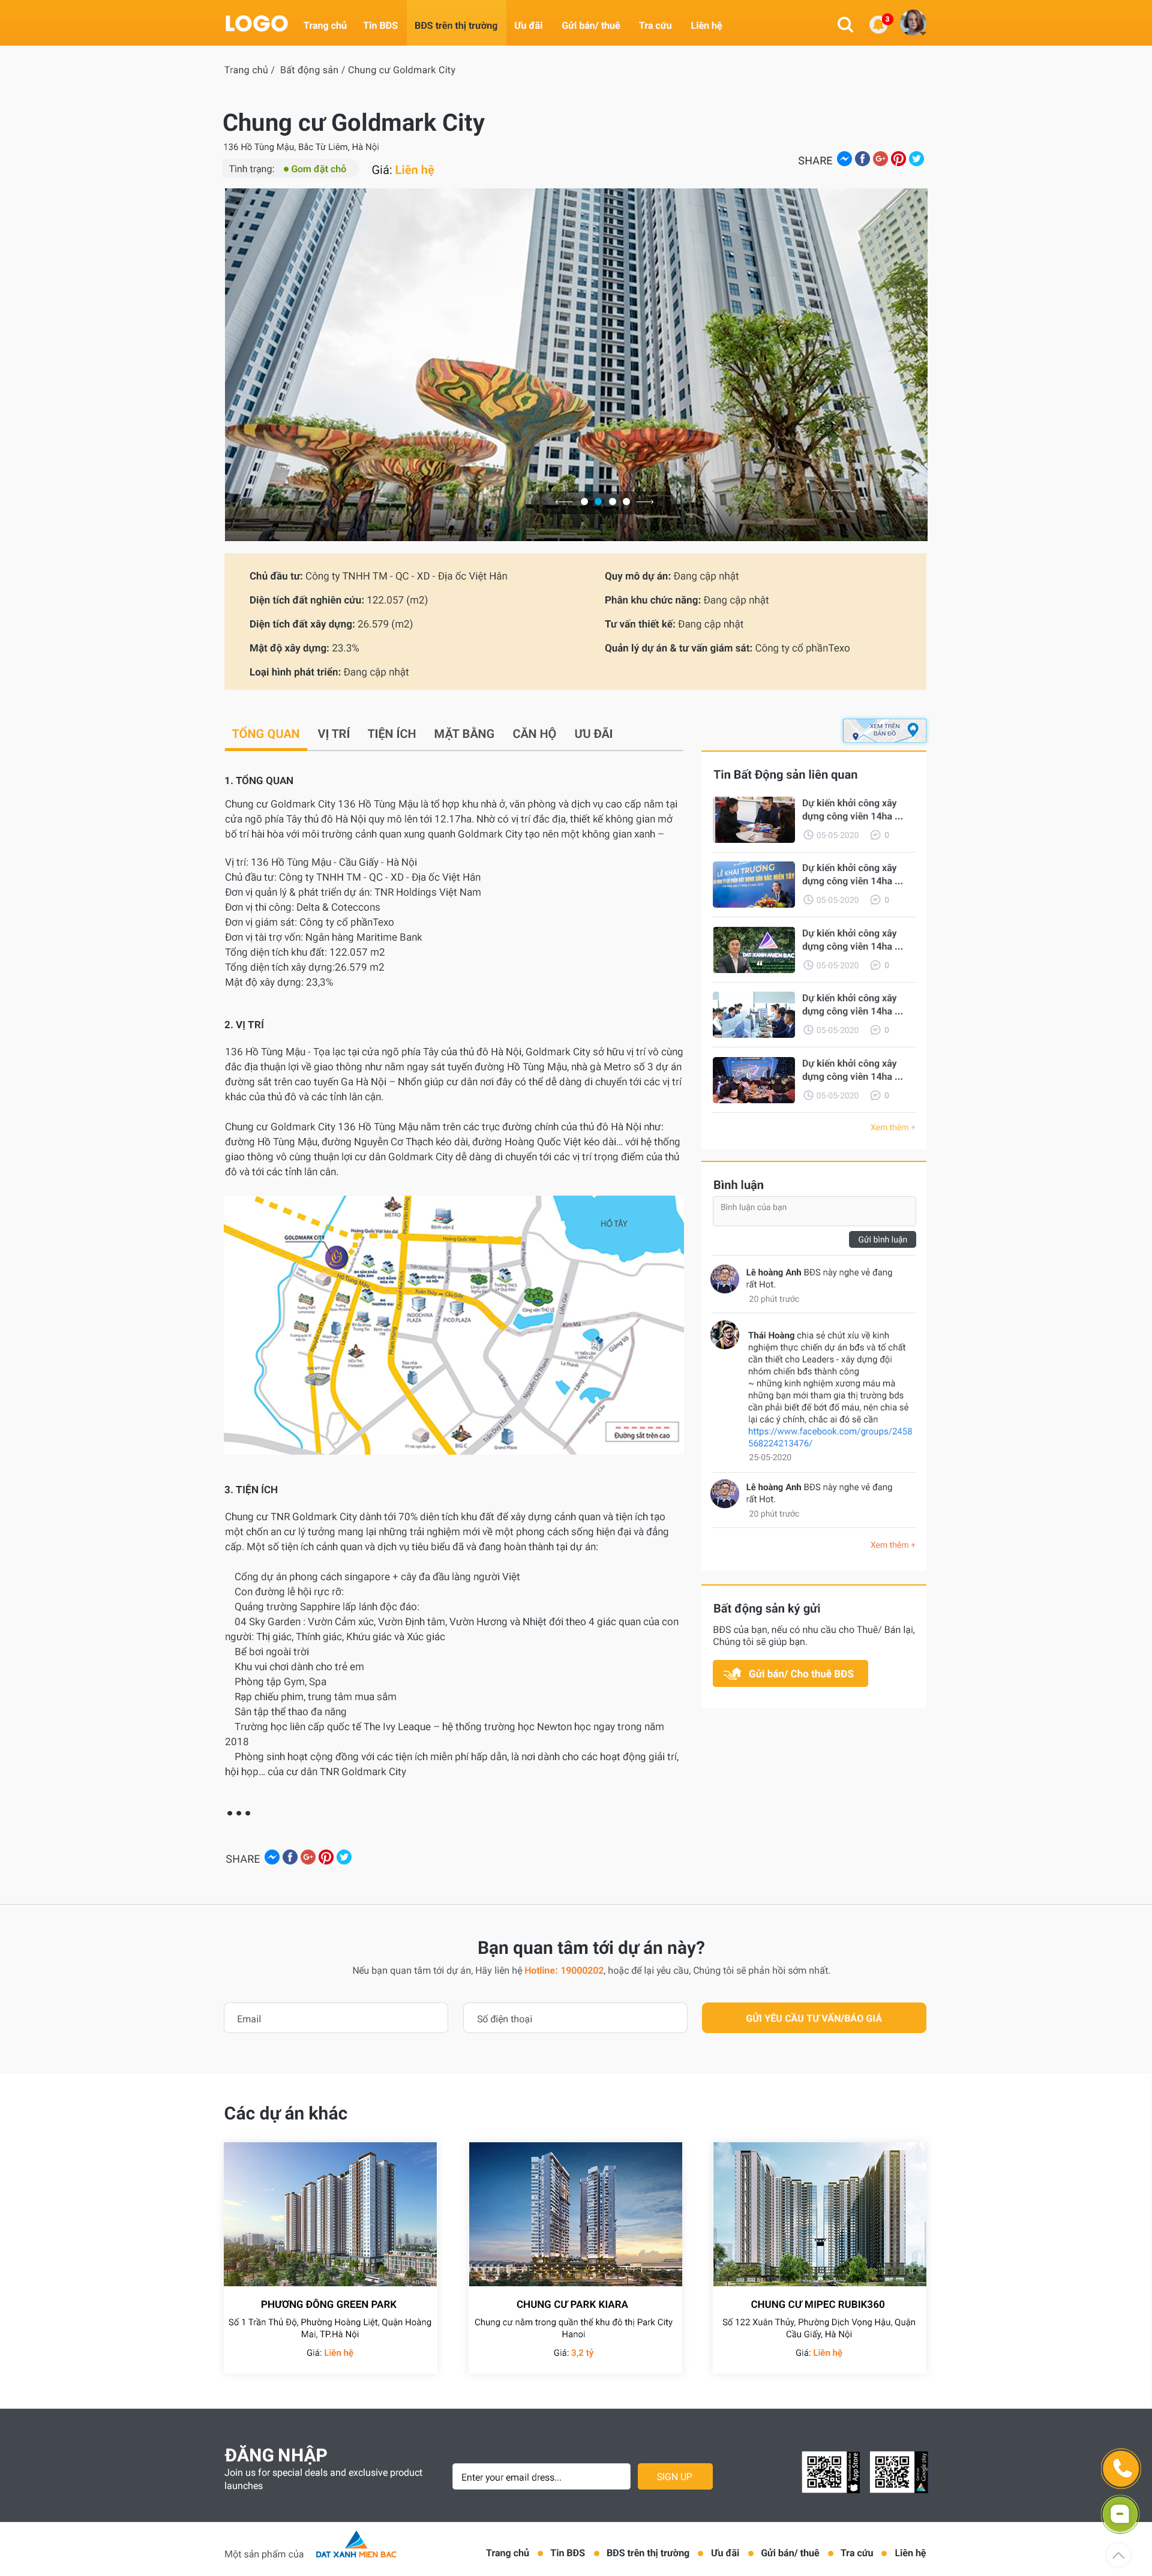 LOGO
Trang chủ
Tin BĐS
BĐS trên thị trường
Ưu đãi
Gửi bán/ thuê
Tra cứu
Liên hệ
3
Trang chủ / Bất động sản / Chung cư Goldmark City
Chung cư Goldmark City
136 Hồ Tùng Mậu, Bắc Từ Liêm, Hà Nội
Tình trạng: Gom đặt chỗ
Giá: Liên hệ
SHARE
Chủ đầu tư: Công ty TNHH TM - QC - XD - Địa ốc Việt Hân
Diện tích đất nghiên cứu: 122.057 (m2)
Diện tích đất xây dựng: 26.579 (m2)
Mật độ xây dựng: 23.3%
Loại hình phát triển: Đang cập nhật
Quy mô dự án: Đang cập nhật
Phân khu chức năng: Đang cập nhật
Tư vấn thiết kế: Đang cập nhật
Quản lý dự án & tư vấn giám sát: Công ty cổ phầnTexo
TỔNG QUAN
VỊ TRÍ
TIỆN ÍCH
MẶT BẰNG
CĂN HỘ
ƯU ĐÃI
XEM TRÊN
BẢN ĐỒ
1. TỔNG QUAN
Chung cư Goldmark City 136 Hồ Tùng Mậu là tổ hợp khu nhà ở, văn phòng và dịch vụ cao cấp nằm tại
cửa ngõ phía Tây thủ đô Hà Nội quy mô lên tới 12.17ha. Nhờ có vị trí đắc địa, thiết kế không gian mở
bố trí hài hòa với môi trường cảnh quan xung quanh Goldmark City tạo nên một không gian xanh –
Vị trí: 136 Hồ Tùng Mậu - Cầu Giấy - Hà Nội
Chủ đầu tư: Công ty TNHH TM - QC - XD - Địa ốc Việt Hân
Đơn vị quản lý & phát triển dự án: TNR Holdings Việt Nam
Đơn vị thi công: Delta & Coteccons
Đơn vị giám sát: Công ty cổ phầnTexo
Đơn vị tài trợ vốn: Ngân hàng Maritime Bank
Tổng diện tích khu đất: 122.057 m2
Tổng diện tích xây dựng:26.579 m2
Mật độ xây dựng: 23,3%
2. VỊ TRÍ
136 Hồ Tùng Mậu - Tọa lạc tại cửa ngõ phía Tây của thủ đô Hà Nội, Goldmark City sở hữu vị trí vô cùng
đắc địa thuận lợi về giao thông như nằm ngay sát tuyến đường Hồ Tùng Mậu, nhà gà Metro số 3 dự án
đường sắt trên cao tuyến Ga Hà Nội – Nhổn giúp cư dân nơi đây có thể dễ dàng di chuyển tới các vị trí
khác của thủ đô và các tỉnh lân cận.
Chung cư Goldmark City 136 Hồ Tùng Mậu nằm trên các trục đường chính của thủ đô Hà Nội như:
đường Hồ Tùng Mậu, đường Nguyễn Cơ Thạch kéo dài, đường Hoàng Quốc Việt kéo dài... với hệ thống
giao thông vô cùng thuận lợi cư dân Goldmark City dễ dàng di chuyển tới các vị trí trọng điểm của thủ
đô và tới các tỉnh lân cận.
METRO
HỒ TÂY
GOLDMARK CITY
Hoàng Quốc Việt kéo dài
Hồ Tùng Mậu
INDOCHINA
PLAZA
PICO PLAZA
Kim Mã
Láng
BIG C
Grand Plaza
Đường sắt trên cao
3. TIỆN ÍCH
Chung cư TNR Goldmark City dành tới 70% diên tích khu đất để xây dựng cảnh quan và tiện ích tạo
một chốn an cư lý tưởng mang lại những trải nghiệm mới về một phong cách sống hiện đại và đẳng
cấp. Một số tiện ích cảnh quan và dịch vụ tiêu biểu đã và đang hoàn thành tại dự án:
Cổng dự án phong cách singapore + cây đa đầu làng người Việt
Con đường lễ hội rực rỡ:
Quảng trường Sapphire lấp lánh độc đáo:
04 Sky Garden : Vườn Cảm xúc, Vườn Định tâm, Vườn Hương và Nhiệt đới theo 4 giác quan của con
người: Thị giác, Thính giác, Khứu giác và Xúc giác
Bể bơi ngoài trời
Khu vui chơi dành cho trẻ em
Phòng tập Gym, Spa
Rạp chiếu phim, trung tâm mua sắm
Sân tập thể thao đa năng
Trường học liên cấp quốc tế The Ivy Leaque – hệ thống trường học Newton học ngay trong năm
2018
Phòng sinh hoạt cộng đồng với các tiện ích miễn phí hấp dẫn, là nơi dành cho các hoạt động giải trí,
hội họp... của cư dân TNR Goldmark City
SHARE
Tin Bất Động sản liên quan
Dự kiến khởi công xây
dựng công viên 14ha ...
05-05-2020 0
LỄ KHAI TRƯƠNG
Dự kiến khởi công xây
dựng công viên 14ha ...
05-05-2020 0
DAT XANH MIEN BAC
Dự kiến khởi công xây
dựng công viên 14ha ...
05-05-2020 0
Dự kiến khởi công xây
dựng công viên 14ha ...
05-05-2020 0
Dự kiến khởi công xây
dựng công viên 14ha ...
05-05-2020 0
Xem thêm +
Bình luận
Bình luận của bạn
Gửi bình luận
Lê hoàng Anh BĐS này nghe vẻ đang
rất Hot.
20 phút trước
Thái Hoàng chia sẻ chút xíu về kinh
nghiệm thực chiến dự án bđs và tố chất
cần thiết cho Leaders - xây dựng đội
nhóm chiến bđs thành công
~ những kinh nghiệm xương máu mà
những bạn mới tham gia thị trường bds
cần phải biết để bớt đổ máu, nên chia sẻ
lại các ý chính, chắc ai đó sẽ cần
https://www.facebook.com/groups/2458
568224213476/
25-05-2020
Lê hoàng Anh BĐS này nghe vẻ đang
rất Hot.
20 phút trước
Xem thêm +
Bất động sản ký gửi
BĐS của bạn, nếu có nhu cầu cho Thuê/ Bán lại,
Chúng tôi sẽ giúp bạn.
Gửi bán/ Cho thuê BĐS
Bạn quan tâm tới dự án này?
Nếu bạn quan tâm tới dự án, Hãy liên hệ Hotline: 19000202, hoặc để lại yêu cầu, Chúng tôi sẽ phản hồi sớm nhất.
Email
Số điện thoại
GỬI YÊU CẦU TƯ VẤN/BÁO GIÁ
Các dự án khác
PHƯƠNG ĐÔNG GREEN PARK
Số 1 Trần Thủ Độ, Phường Hoàng Liệt, Quận Hoàng
Mai, TP.Hà Nội
Giá: Liên hệ
CHUNG CƯ PARK KIARA
Chung cư nằm trong quần thể khu đô thị Park City
Hanoi
Giá: 3,2 tỷ
CHUNG CƯ MIPEC RUBIK360
Số 122 Xuân Thủy, Phường Dịch Vọng Hậu, Quận
Cầu Giấy, Hà Nội
Giá: Liên hệ
ĐĂNG NHẬP
Join us for special deals and exclusive product
launches
Enter your email dress...
SIGN UP
App Store
Google play
Một sản phẩm của
DAT XANH MIEN BAC
Trang chủ
Tin BĐS
BĐS trên thị trường
Ưu đãi
Gửi bán/ thuê
Tra cứu
Liên hệ